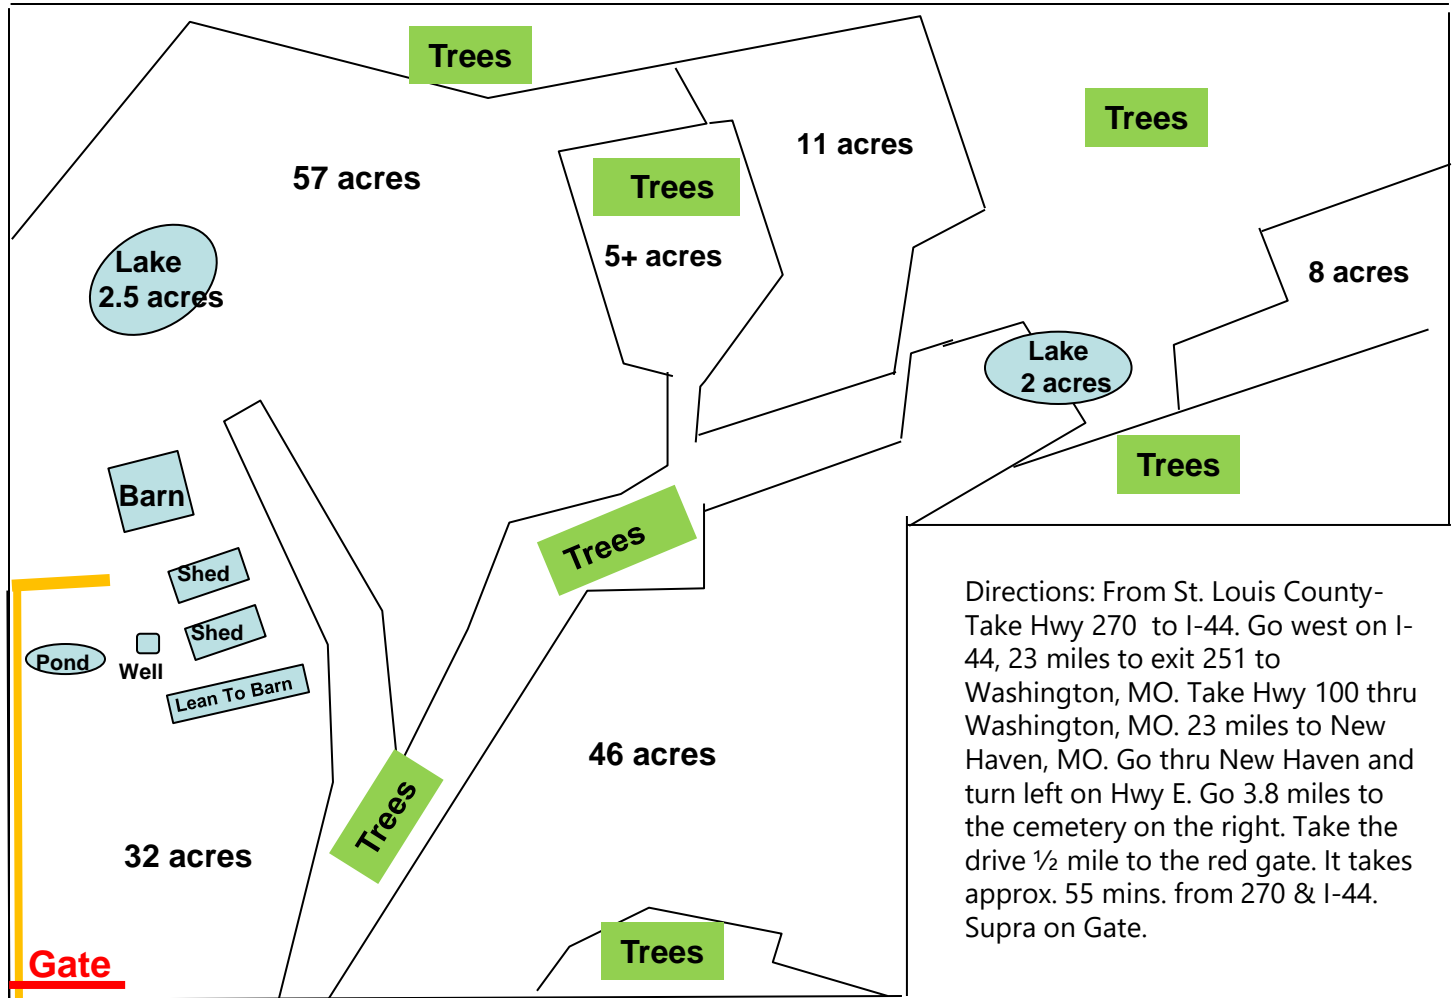 Trees
Trees
11 acres
57 acres
Trees
5+ acres
Lake
2.5 acres
8 acres
Lake
2 acres
Trees
Barn
Trees
Shed
Shed
Pond
Well
Lean To Barn
46 acres
Trees
32 acres
Trees
Gate
Directions: From St. Louis County-
Take Hwy 270  to I-44. Go west on I-
44, 23 miles to exit 251 to
Washington, MO. Take Hwy 100 thru
Washington, MO. 23 miles to New
Haven, MO. Go thru New Haven and
turn left on Hwy E. Go 3.8 miles to
the cemetery on the right. Take the
drive ½ mile to the red gate. It takes
approx. 55 mins. from 270 & I-44.
Supra on Gate.